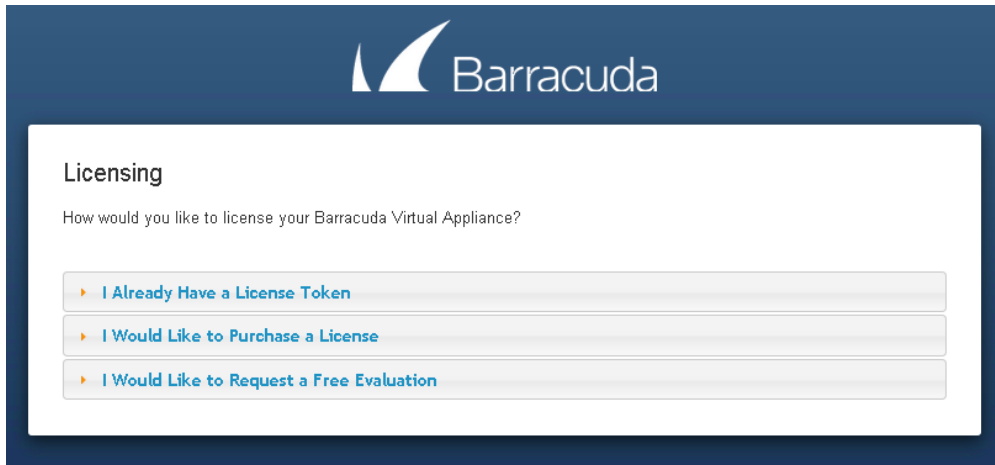 Barracuda
Licensing
How would you like to license your Barracuda Virtual Appliance?
I Already Have a License Token
I Would Like to Purchase a License
I Would Like to Request a Free Evaluation